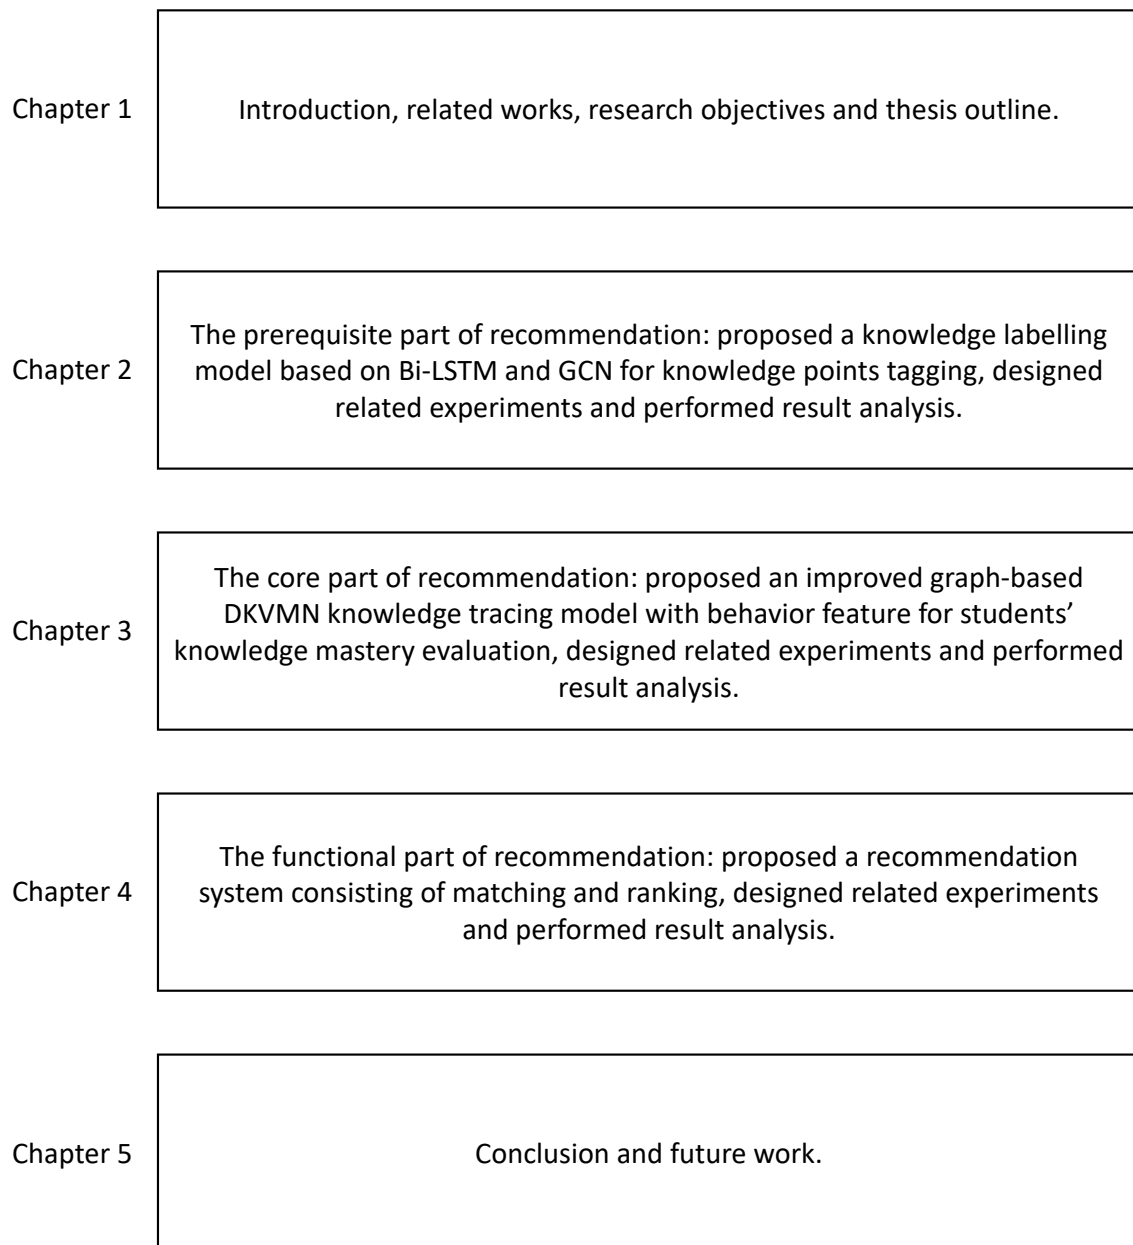 Chapter 1
Introduction, related works, research objectives and thesis outline.
Chapter 2
The prerequisite part of recommendation: proposed a knowledge labelling
model based on Bi-LSTM and GCN for knowledge points tagging, designed
related experiments and performed result analysis.
Chapter 3
The core part of recommendation: proposed an improved graph-based
DKVMN knowledge tracing model with behavior feature for students’
knowledge mastery evaluation, designed related experiments and performed
result analysis.
Chapter 4
The functional part of recommendation: proposed a recommendation
system consisting of matching and ranking, designed related experiments
and performed result analysis.
Chapter 5
Conclusion and future work.